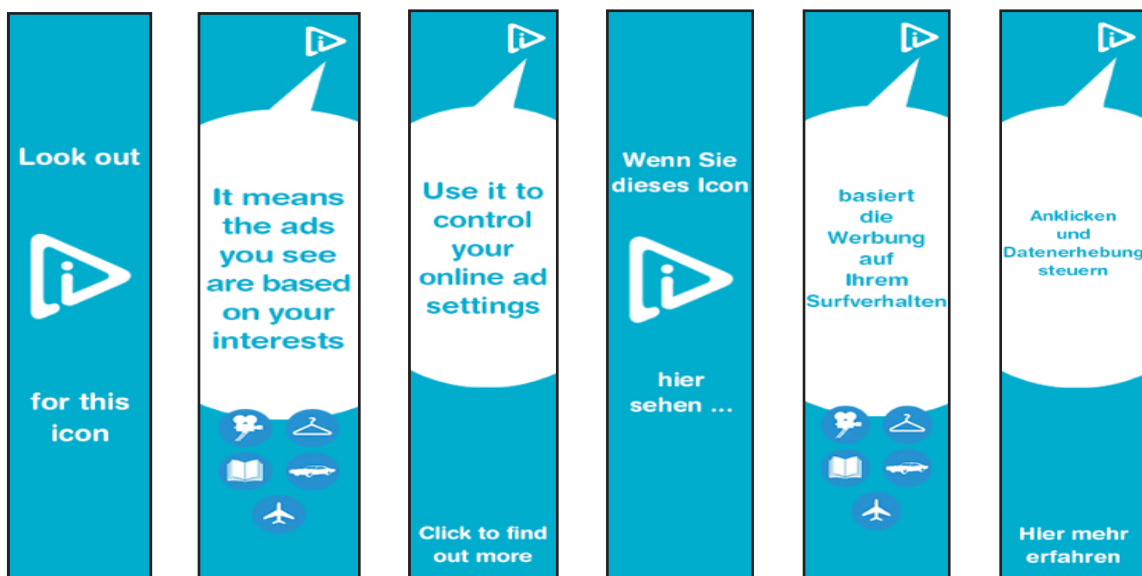 Look out
for this
icon
It means
the ads
you see
are based
on your
interests
Use it to
control
your
online ad
settings
Click to find
out more
Wenn Sie
dieses Icon
hier
sehen ...
basiert
die
Werbung
auf
Ihrem
Surfverhalten
Anklicken
und
Datenerhebung
steuern
Hier mehr
erfahren